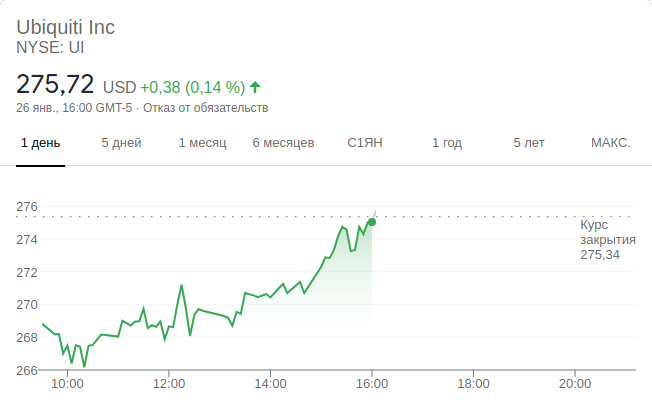 Ubiquiti Inc
NYSE: UI
275,72 USD +0,38 (0,14 %)
26 янв., 16:00 GMT-5 · Отказ от обязательств
1 день 5 дней 1 месяц 6 месяцев С1ЯН 1 год 5 лет МАКС.
276
Курс
закрытия
275,34
274
272
270
268
266
10:00 12:00 14:00 16:00 18:00 20:00